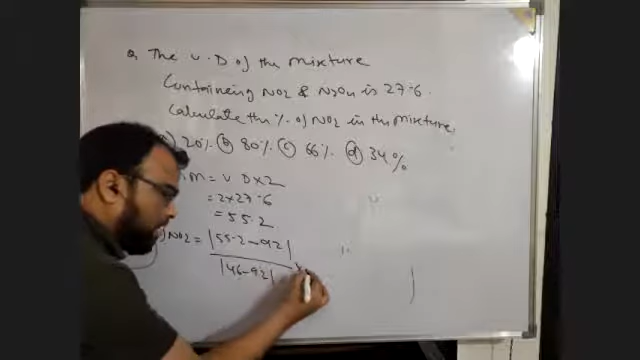 Q. The V.D of the mixture
Containing NO2 & N2O4 is 27.6.
Calculate the % of NO2 in the mixture.
20% (b) 80% (c) 66% (d) 34%
m = V D x 2
= 2 x 27.6
= 55.2
NO2 = |55.2 - 92|
|46 - 92| x